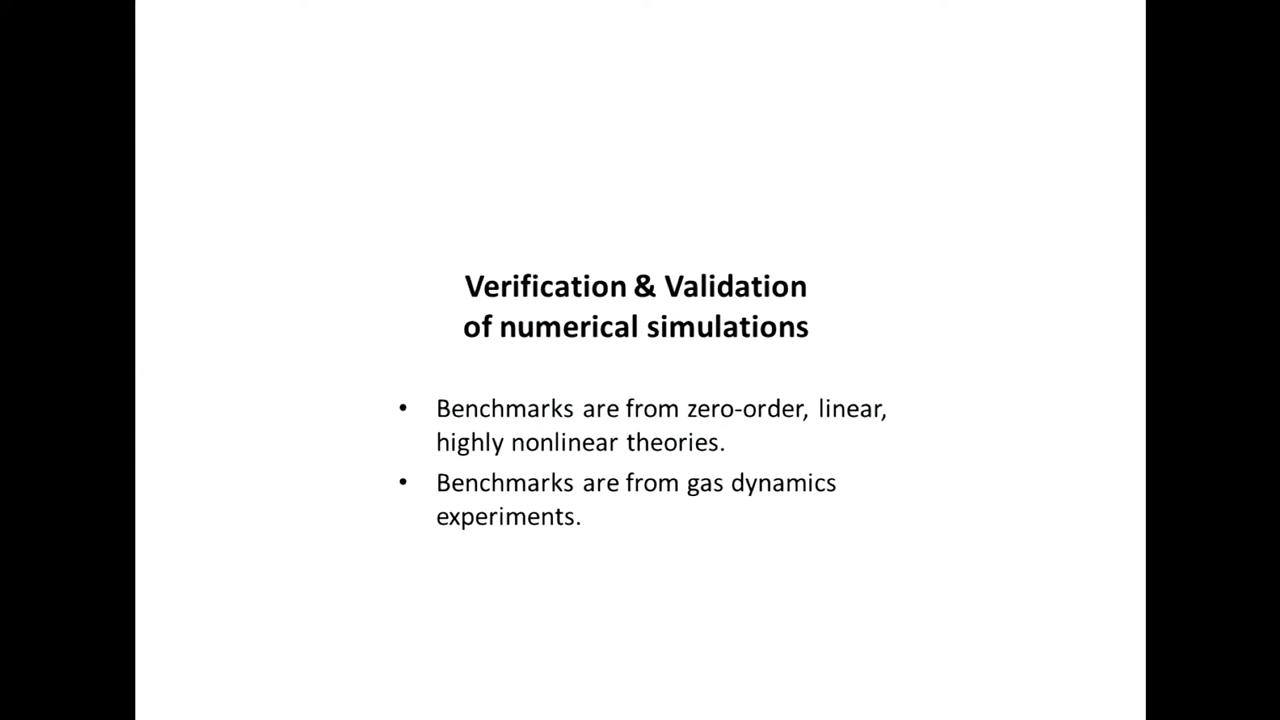 Verification & Validation
of numerical simulations
• Benchmarks are from zero-order, linear,
highly nonlinear theories.
• Benchmarks are from gas dynamics
experiments.